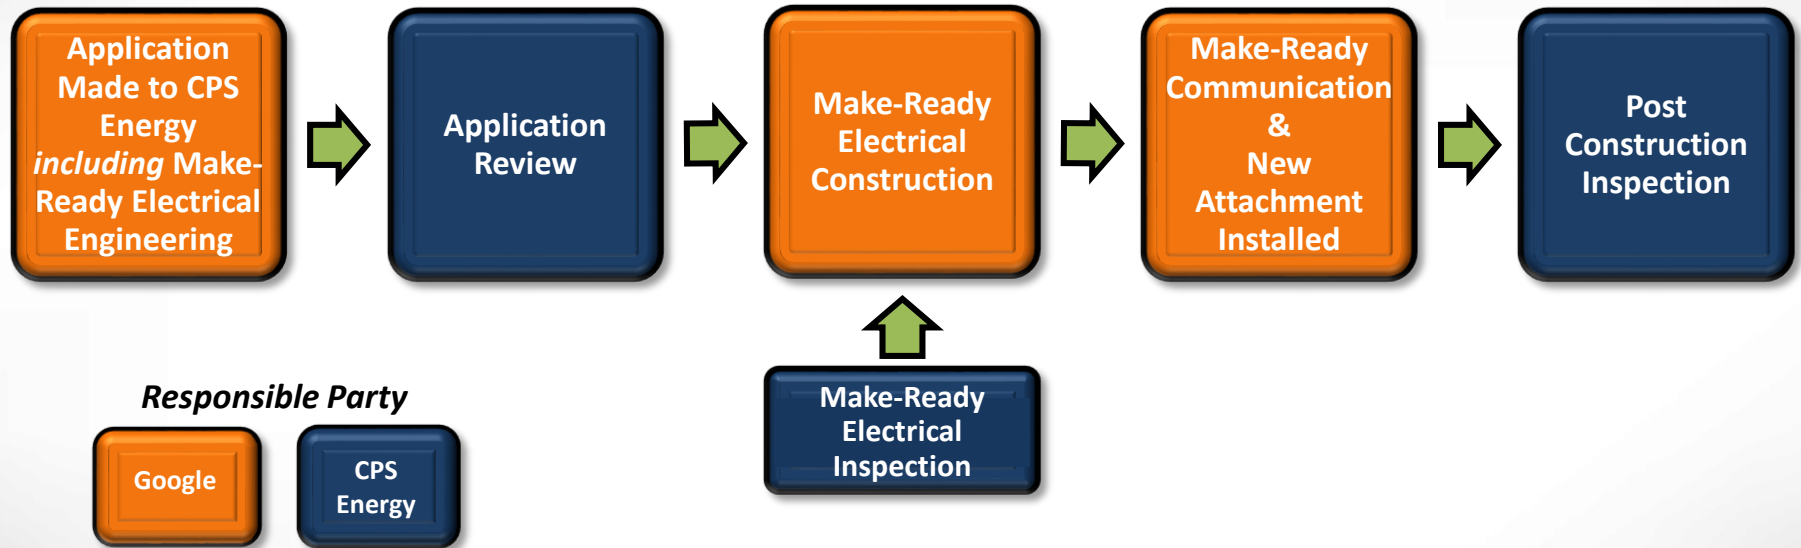 Application
Made to CPS
Energy
including Make-
Ready Electrical
Engineering
Application
Review
Make-Ready
Electrical
Construction
Make-Ready
Communication
&
New
Attachment
Installed
Post
Construction
Inspection
Make-Ready
Electrical
Inspection
Responsible Party
Google
CPS
Energy